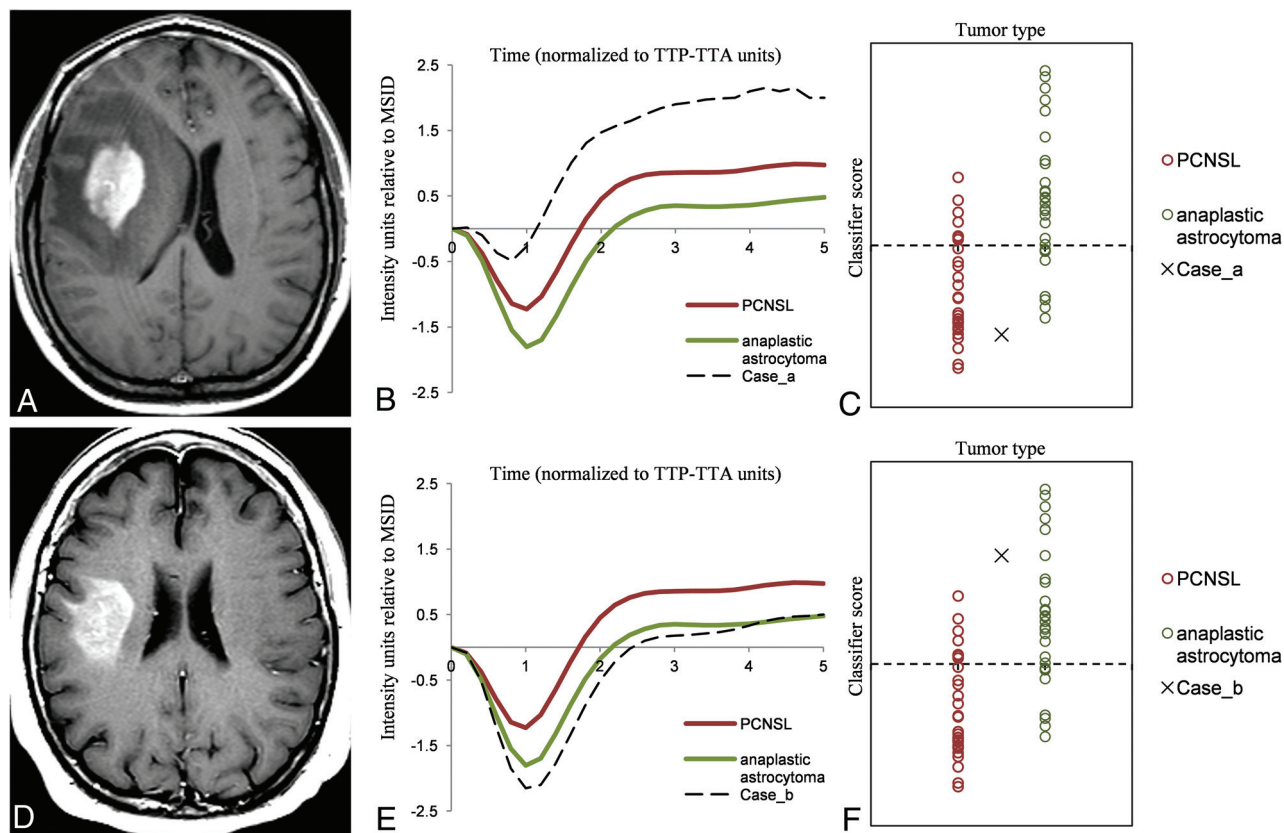 A
Time (normalized to TTP-TTA units)
Intensity units relative to MSID
2.5
1.5
0.5
-0.5
-1.5
-2.5
0
1
2
3
4
5
PCNSL
anaplastic
astrocytoma
Case_a
B
Tumor type
Classifier score
PCNSL
anaplastic
astrocytoma
Case_a
C
D
Time (normalized to TTP-TTA units)
Intensity units relative to MSID
2.5
1.5
0.5
-0.5
-1.5
-2.5
0
1
2
3
4
5
PCNSL
anaplastic
astrocytoma
Case_b
E
Tumor type
Classifier score
PCNSL
anaplastic
astrocytoma
Case_b
F